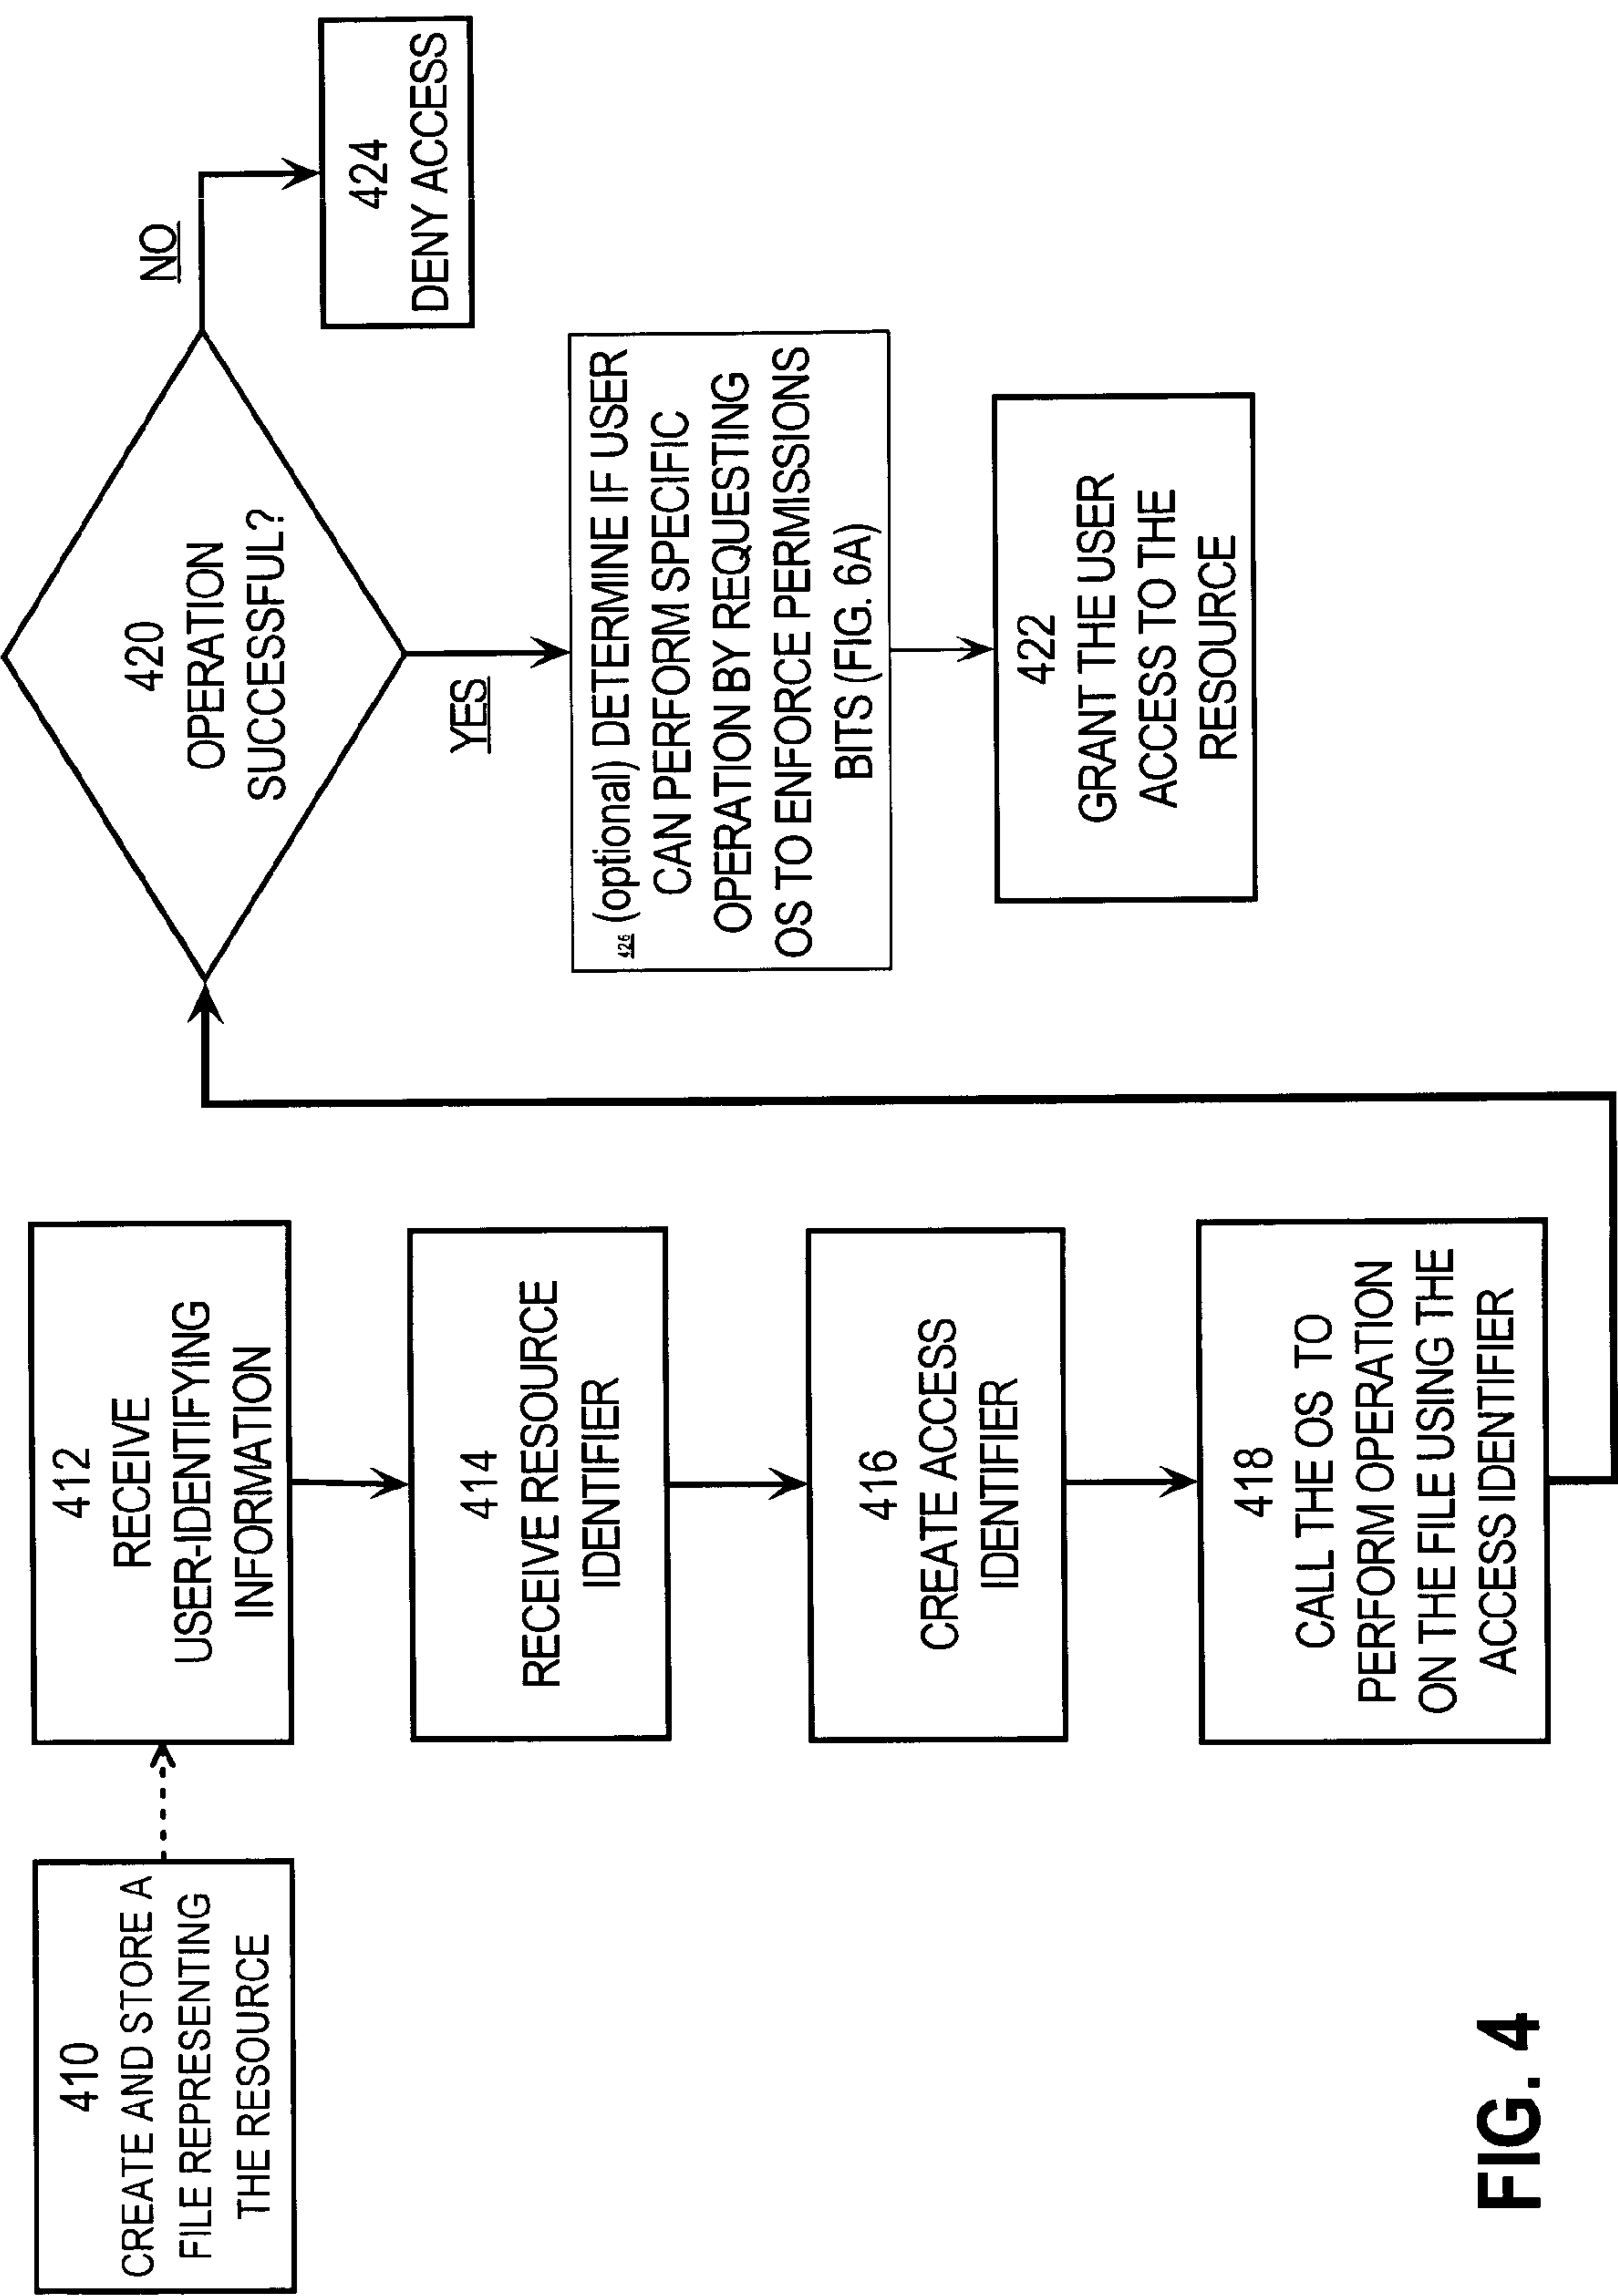 410
CREATE AND STORE A
FILE REPRESENTING
THE RESOURCE
412
RECEIVE
USER-IDENTIFYING
INFORMATION
414
RECEIVE RESOURCE
IDENTIFIER
416
CREATE ACCESS
IDENTIFIER
418
CALL THE OS TO
PERFORM OPERATION
ON THE FILE USING THE
ACCESS IDENTIFIER
420
OPERATION
SUCCESSFUL?
NO
424
DENY ACCESS
YES
426 (optional) DETERMINE IF USER
CAN PERFORM SPECIFIC
OPERATION BY REQUESTING
OS TO ENFORCE PERMISSIONS
BITS (FIG. 6A)
422
GRANT THE USER
ACCESS TO THE
RESOURCE
FIG. 4